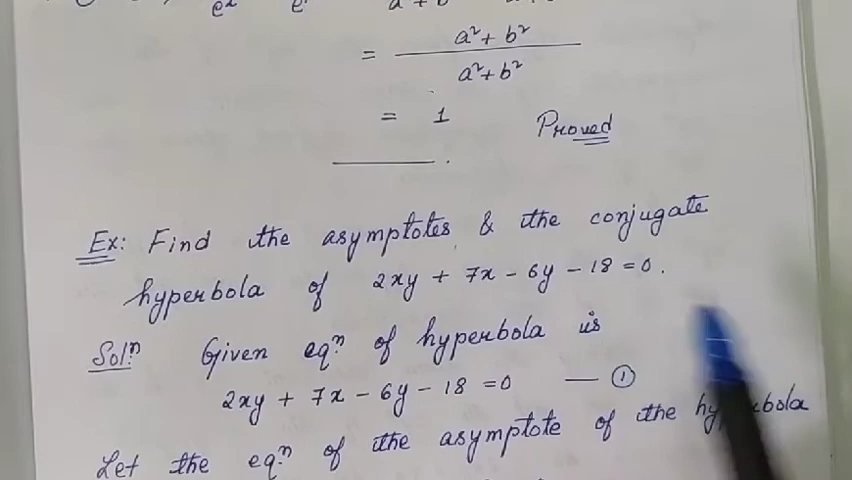 = a² + b²
a² + b²
= 1 Proved
Ex: Find the asymptotes & the conjugate
hyperbola of 2xy + 7x - 6y - 18 = 0.
Solⁿ Given eqⁿ of hyperbola is
2xy + 7x - 6y - 18 = 0 — ①
Let the eqⁿ of the asymptote of the hyperbola